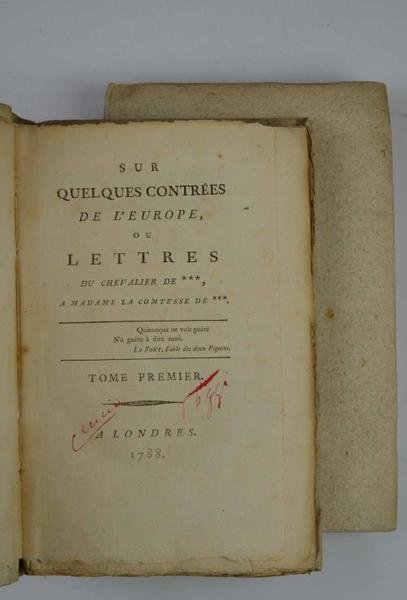 SUR
QUELQUES CONTRÉES
DE L'EUROPE,
OU
LETTRES
DU CHEVALIER DE ***,
A MADAME LA COMTESSE DE ***.
Quiconque ne voit guère
N'a guère à dire aussi.
La Font. Fable des deux Pigeons.
TOME PREMIER.
A LONDRES.
1788.